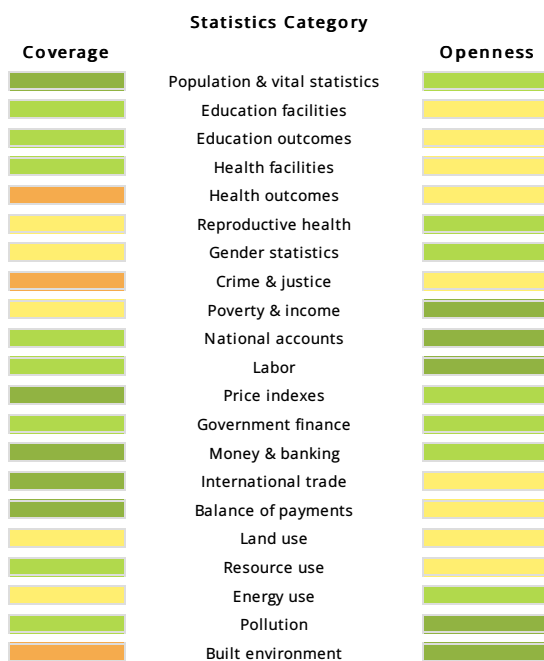 Statistics Category
Coverage Openness
Population & vital statistics
Education facilities
Education outcomes
Health facilities
Health outcomes
Reproductive health
Gender statistics
Crime & justice
Poverty & income
National accounts
Labor
Price indexes
Government finance
Money & banking
International trade
Balance of payments
Land use
Resource use
Energy use
Pollution
Built environment